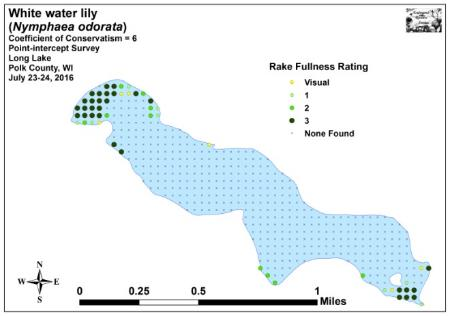 White water lily
(Nymphaea odorata)
Coefficient of Conservatism = 6
Point-intercept Survey
Long Lake
Polk County, WI
July 23-24, 2016
Rake Fullness Rating
Visual
1
2
3
None Found
N
W E
S
0 0.25 0.5 1
Miles